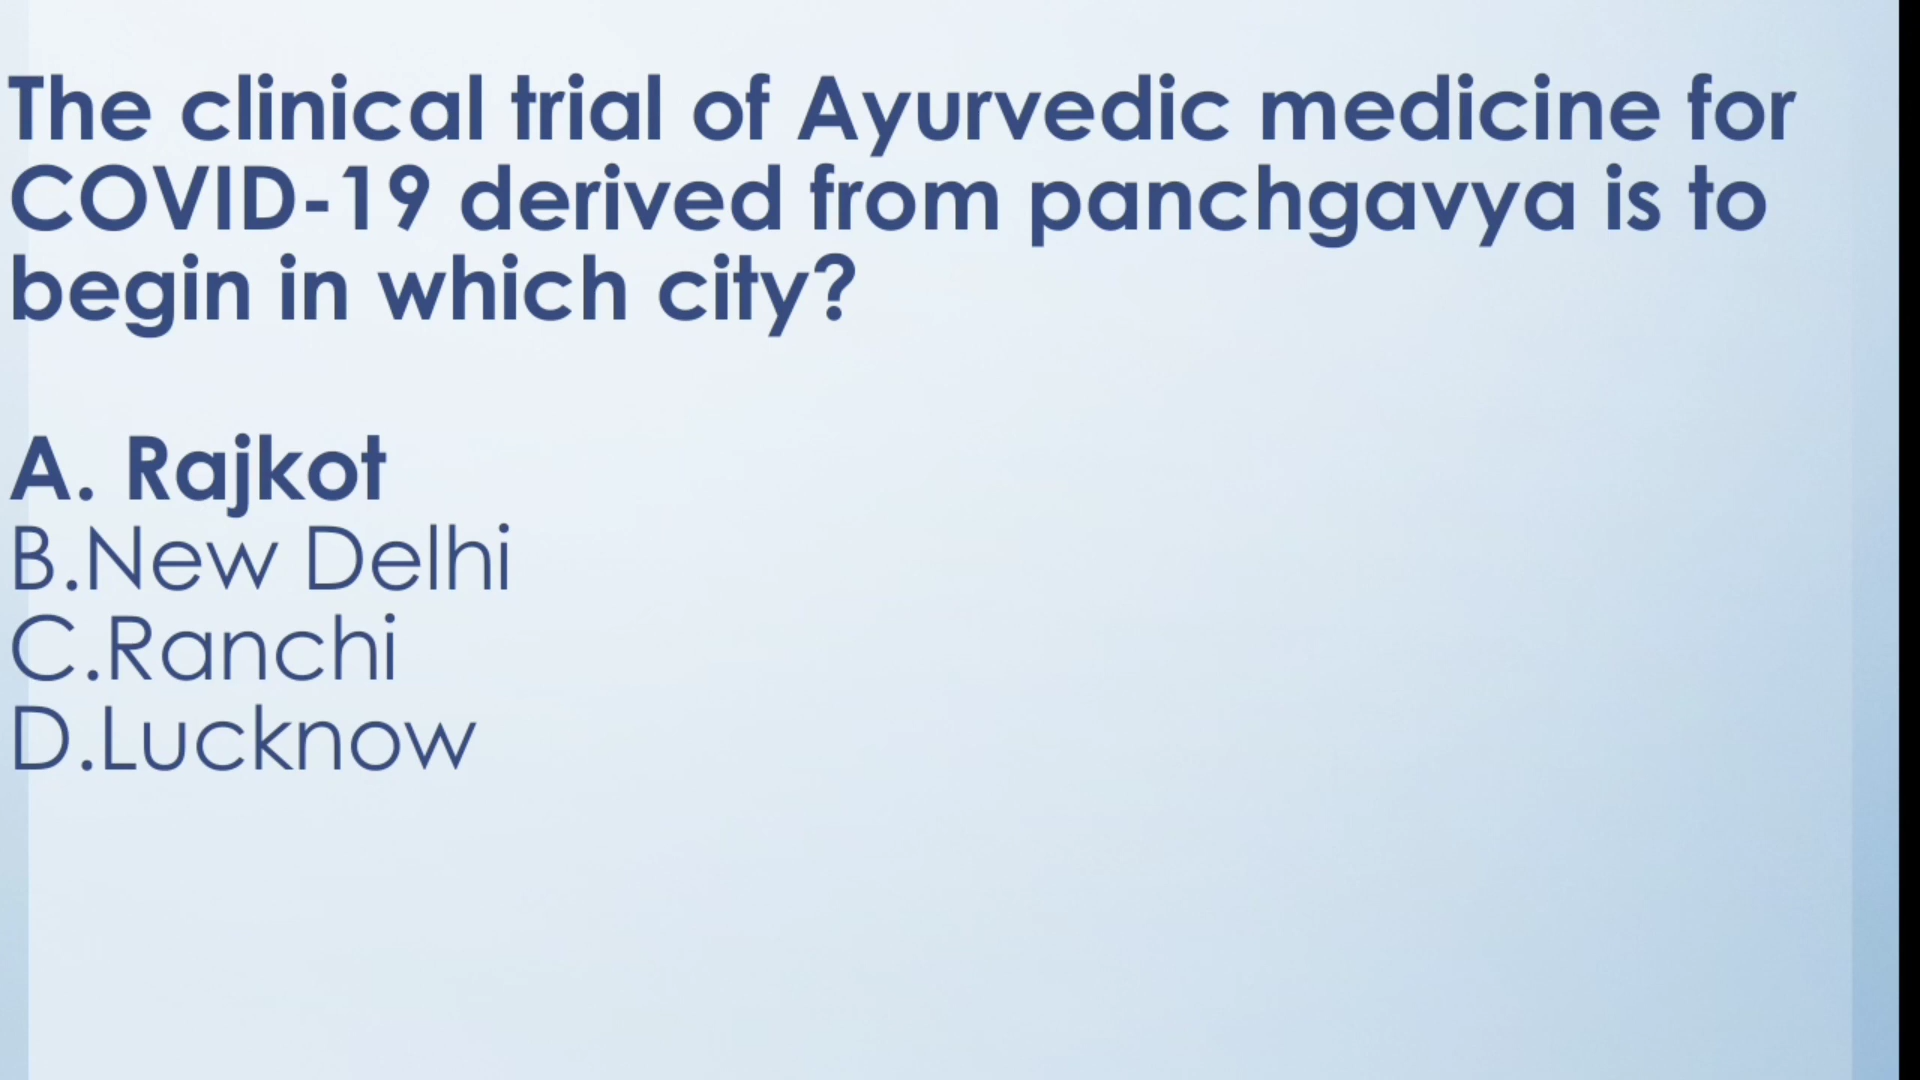 The clinical trial of Ayurvedic medicine for
COVID-19 derived from panchgavya is to
begin in which city?
A. Rajkot
B.New Delhi
C.Ranchi
D.Lucknow